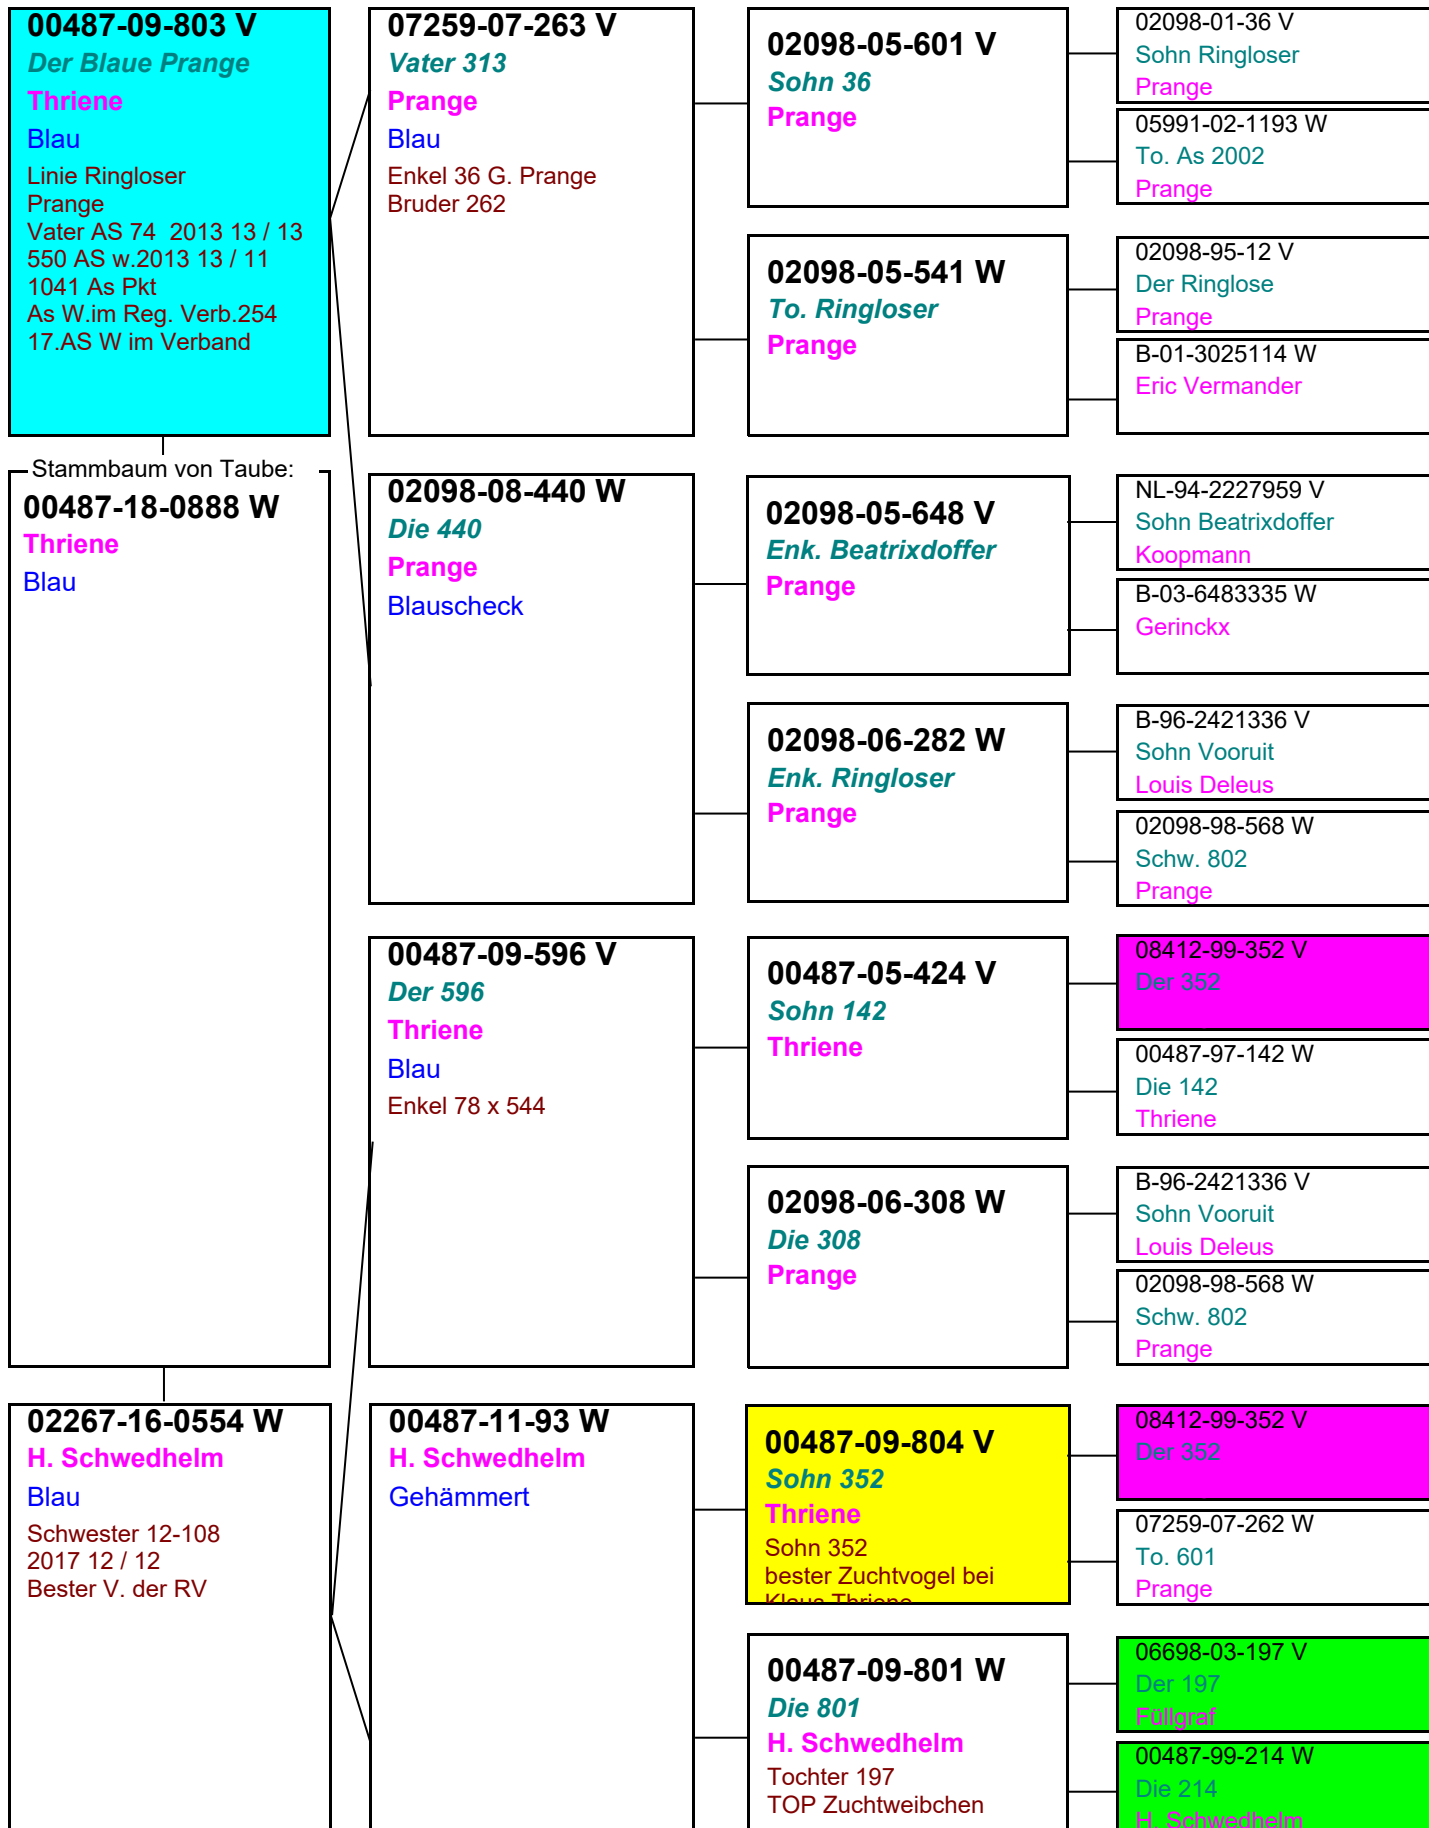 00487-09-803 V
Der Blaue Prange
Thriene
Blau
Linie Ringloser
Prange
Vater AS 74  2013 13 / 13
550 AS w.2013 13 / 11
1041 As Pkt
As W.im Reg. Verb.254
17.AS W im Verband
Stammbaum von Taube:
00487-18-0888 W
Thriene
Blau
02267-16-0554 W
H. Schwedhelm
Blau
Schwester 12-108
2017 12 / 12
Bester V. der RV
07259-07-263 V
Vater 313
Prange
Blau
Enkel 36 G. Prange
Bruder 262
02098-08-440 W
Die 440
Prange
Blauscheck
00487-09-596 V
Der 596
Thriene
Blau
Enkel 78 x 544
00487-11-93 W
H. Schwedhelm
Gehämmert
02098-05-601 V
Sohn 36
Prange
02098-05-541 W
To. Ringloser
Prange
02098-05-648 V
Enk. Beatrixdoffer
Prange
02098-06-282 W
Enk. Ringloser
Prange
00487-05-424 V
Sohn 142
Thriene
02098-06-308 W
Die 308
Prange
00487-09-804 V
Sohn 352
Thriene
Sohn 352
bester Zuchtvogel bei
Klaus Thriene
00487-09-801 W
Die 801
H. Schwedhelm
Tochter 197
TOP Zuchtweibchen
02098-01-36 V
Sohn Ringloser
Prange
05991-02-1193 W
To. As 2002
Prange
02098-95-12 V
Der Ringlose
Prange
B-01-3025114 W
Eric Vermander
NL-94-2227959 V
Sohn Beatrixdoffer
Koopmann
B-03-6483335 W
Gerinckx
B-96-2421336 V
Sohn Vooruit
Louis Deleus
02098-98-568 W
Schw. 802
Prange
08412-99-352 V
Der 352
00487-97-142 W
Die 142
Thriene
B-96-2421336 V
Sohn Vooruit
Louis Deleus
02098-98-568 W
Schw. 802
Prange
08412-99-352 V
Der 352
07259-07-262 W
To. 601
Prange
06698-03-197 V
Der 197
Füllgraf
00487-99-214 W
Die 214
H. Schwedhelm